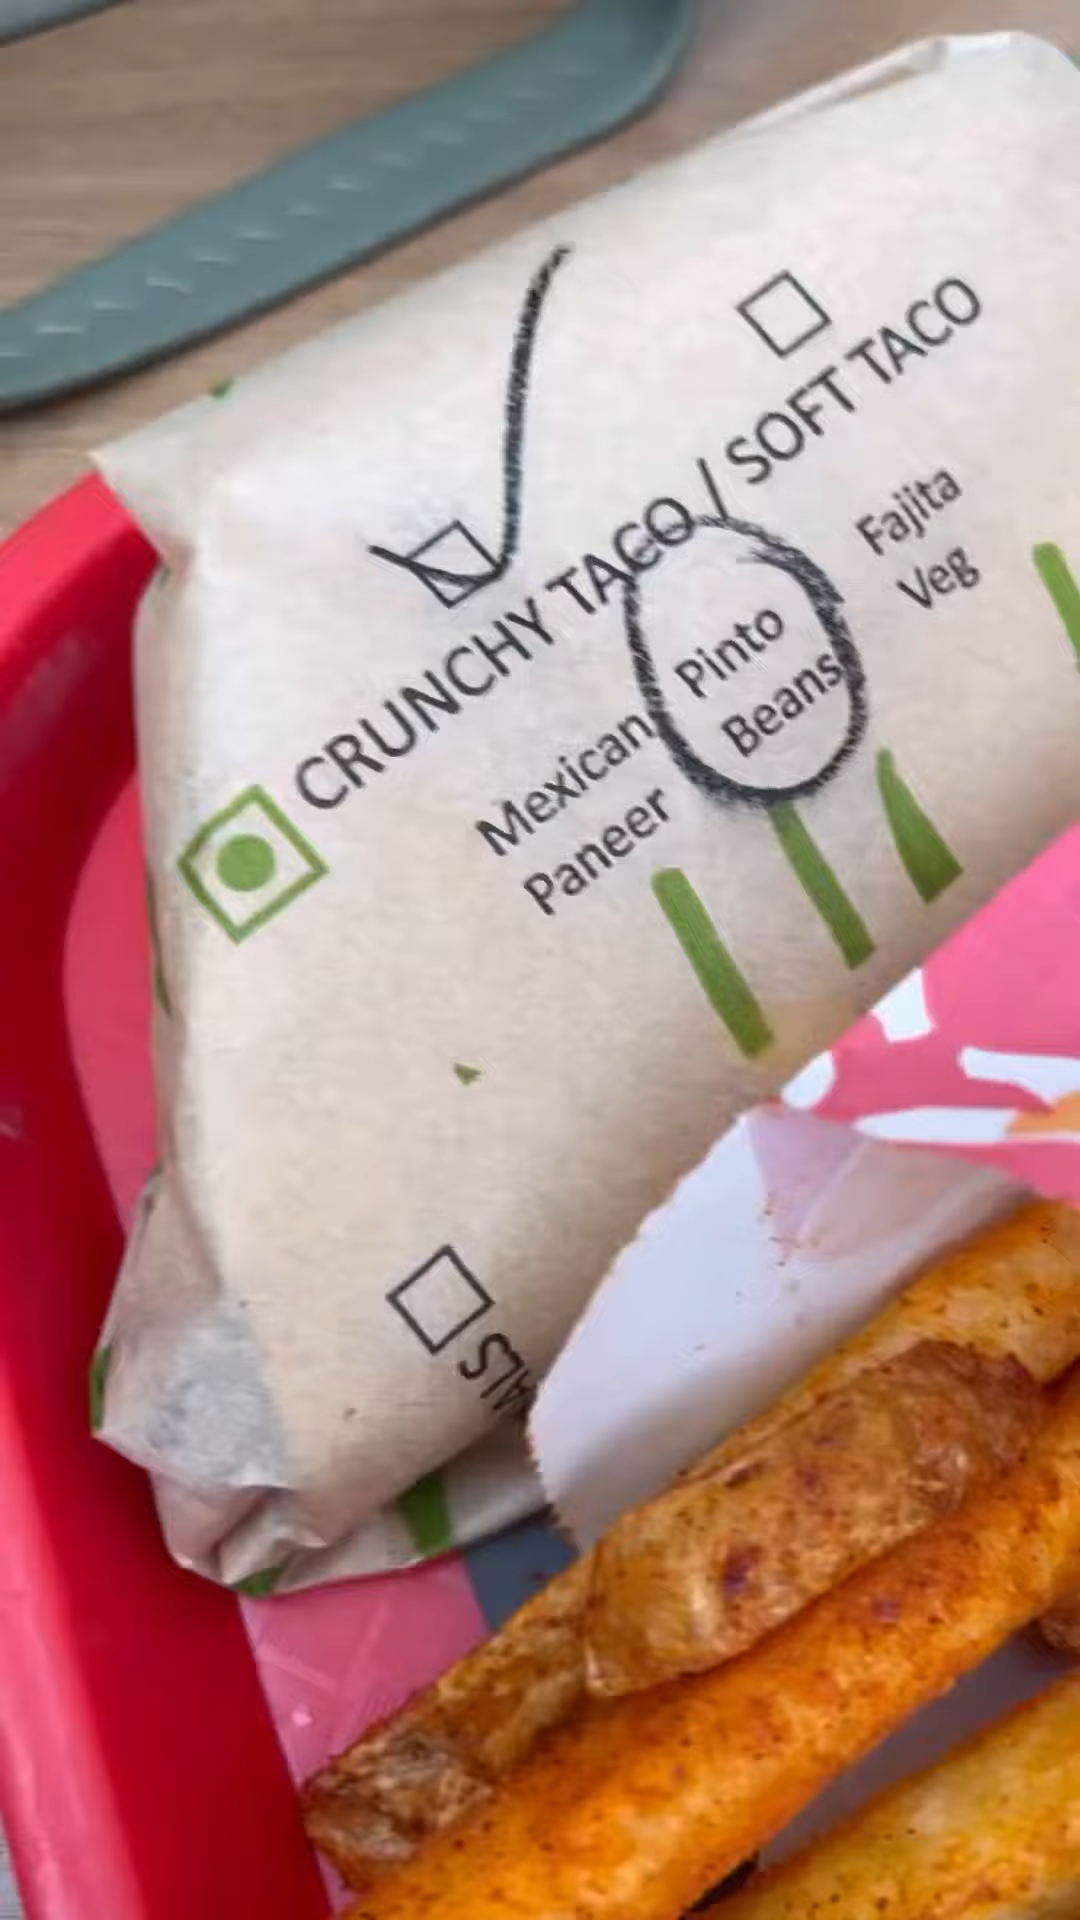 CRUNCHY TACO / SOFT TACO
Mexican
Paneer
Pinto
Beans
Fajita
Veg